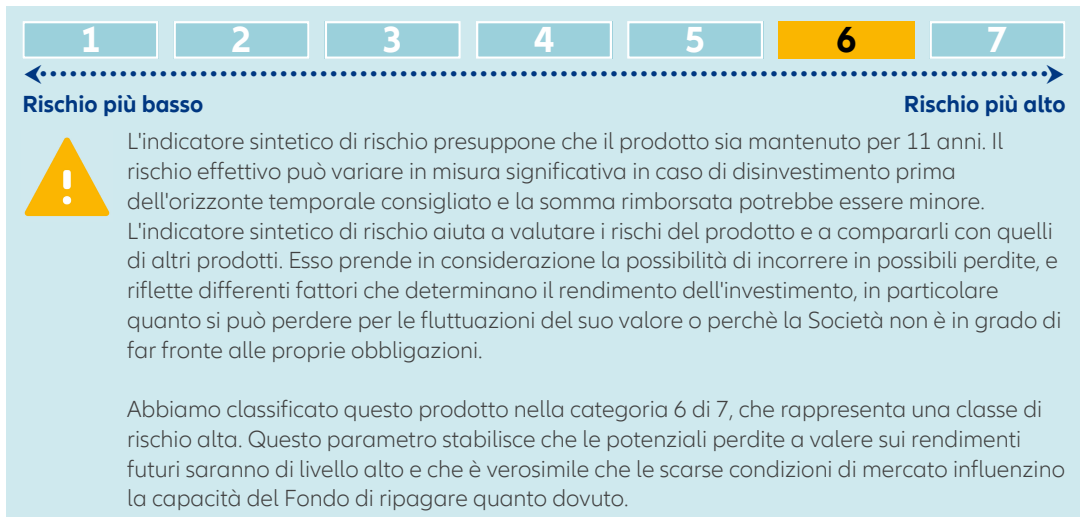 1 2 3 4 5 6 7
Rischio più basso Rischio più alto
L'indicatore sintetico di rischio presuppone che il prodotto sia mantenuto per 11 anni. Il
rischio effettivo può variare in misura significativa in caso di disinvestimento prima
dell'orizzonte temporale consigliato e la somma rimborsata potrebbe essere minore.
L'indicatore sintetico di rischio aiuta a valutare i rischi del prodotto e a compararli con quelli
di altri prodotti. Esso prende in considerazione la possibilità di incorrere in possibili perdite, e
riflette differenti fattori che determinano il rendimento dell'investimento, in particolare
quanto si può perdere per le fluttuazioni del suo valore o perchè la Società non è in grado di
far fronte alle proprie obbligazioni.
Abbiamo classificato questo prodotto nella categoria 6 di 7, che rappresenta una classe di
rischio alta. Questo parametro stabilisce che le potenziali perdite a valere sui rendimenti
futuri saranno di livello alto e che è verosimile che le scarse condizioni di mercato influenzino
la capacità del Fondo di ripagare quanto dovuto.